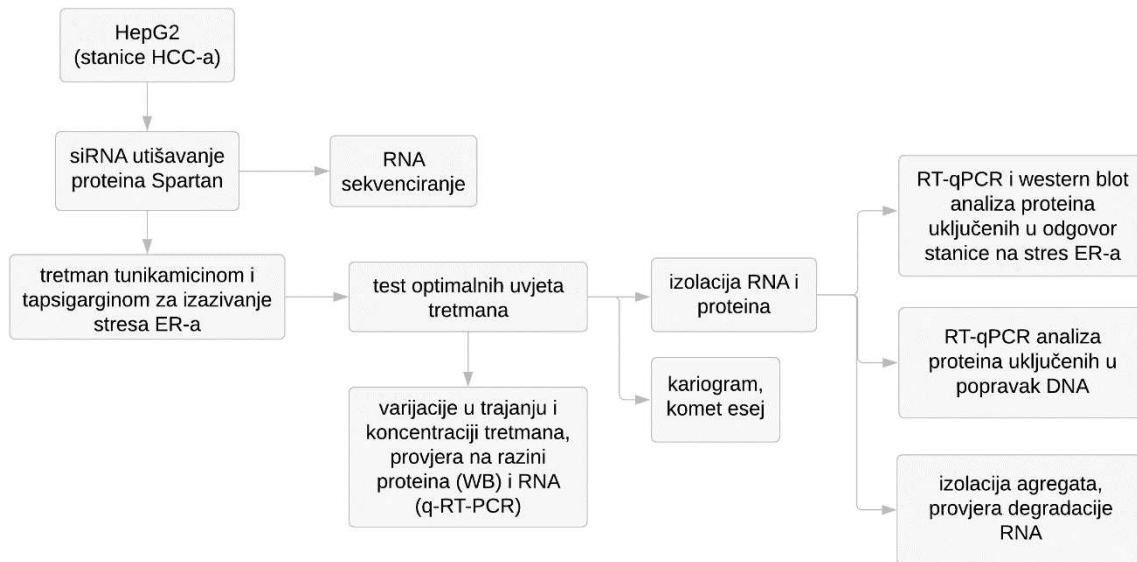 HepG2
(stanice HCC-a)
siRNA utišavanje
proteina Spartan
RNA
sekvenciranje
tretman tunikamicinom i
tapsigarginom za izazivanje
stresa ER-a
test optimalnih uvjeta
tretmana
varijacije u trajanju i
koncentraciji tretmana,
provjera na razini
proteina (WB) i RNA
(q-RT-PCR)
izolacija RNA i
proteina
kariogram,
komet esej
RT-qPCR i western blot
analiza proteina
uključenih u odgovor
stanice na stres ER-a
RT-qPCR analiza
proteina uključenih u
popravak DNA
izolacija agregata,
provjera degradacije
RNA